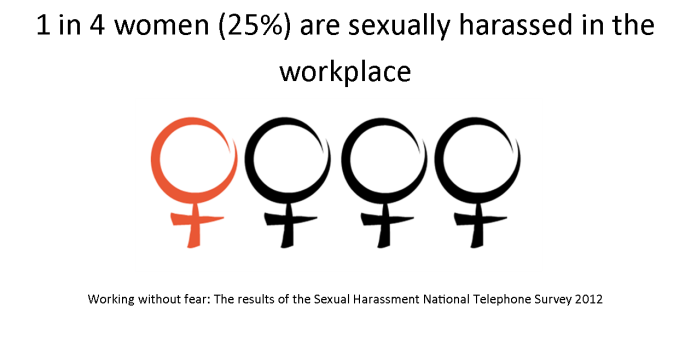 1 in 4 women (25%) are sexually harassed in the
workplace
Working without fear: The results of the Sexual Harassment National Telephone Survey 2012